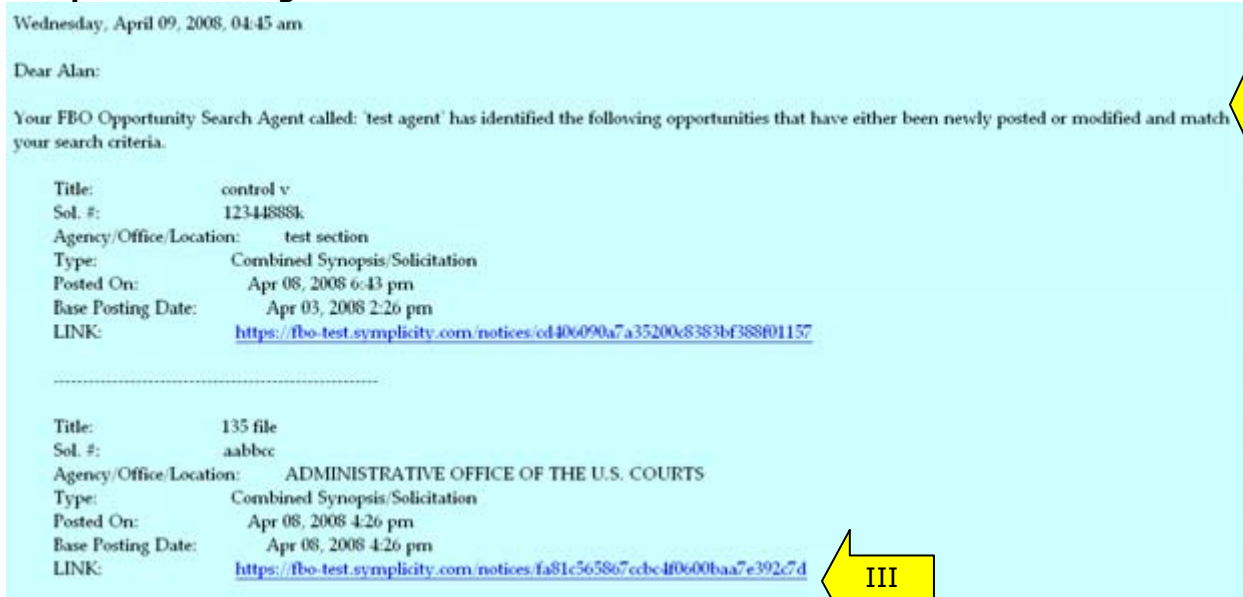 Wednesday, April 09, 2008, 04:45 am
Dear Alan:
Your FBO Opportunity Search Agent called: 'test agent' has identified the following opportunities that have either been newly posted or modified and match
your search criteria.
Title: control v
Sol. #: 12344888k
Agency/Office/Location: test section
Type: Combined Synopsis/Solicitation
Posted On: Apr 08, 2008 6:43 pm
Base Posting Date: Apr 03, 2008 2:26 pm
LINK: https://fbo-test.symplicity.com/notices/cd406090a7a35200c8383bf388f01157
------------------------------------------------------
Title: 135 file
Sol. #: aabbcc
Agency/Office/Location: ADMINISTRATIVE OFFICE OF THE U.S. COURTS
Type: Combined Synopsis/Solicitation
Posted On: Apr 08, 2008 4:26 pm
Base Posting Date: Apr 08, 2008 4:26 pm
LINK: https://fbo-test.symplicity.com/notices/fa81c565867ccbc4f0600baa7e392c7d
III